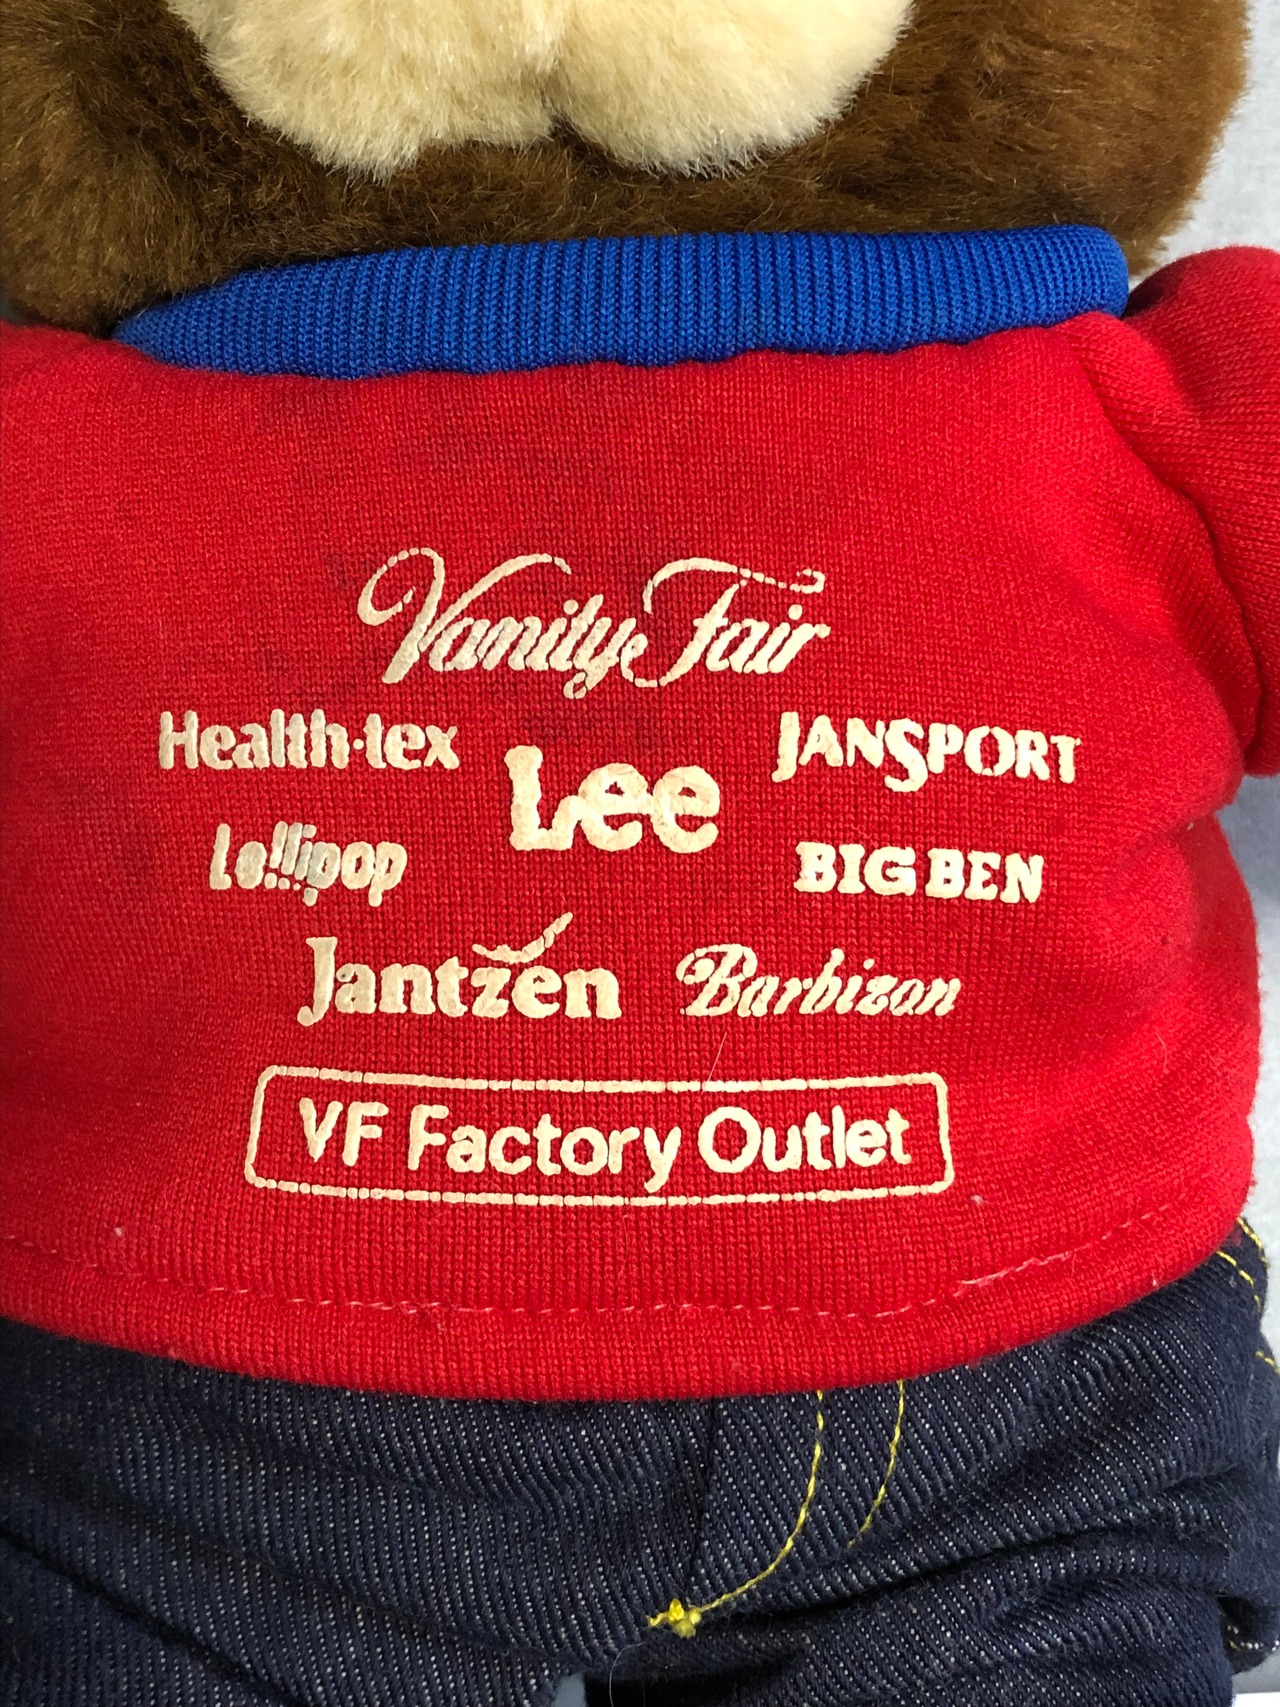 Vanity Fair
Health-tex
Lee
JANSPORT
Lollipop
BIG BEN
Jantzen
Barbizon
VF Factory Outlet